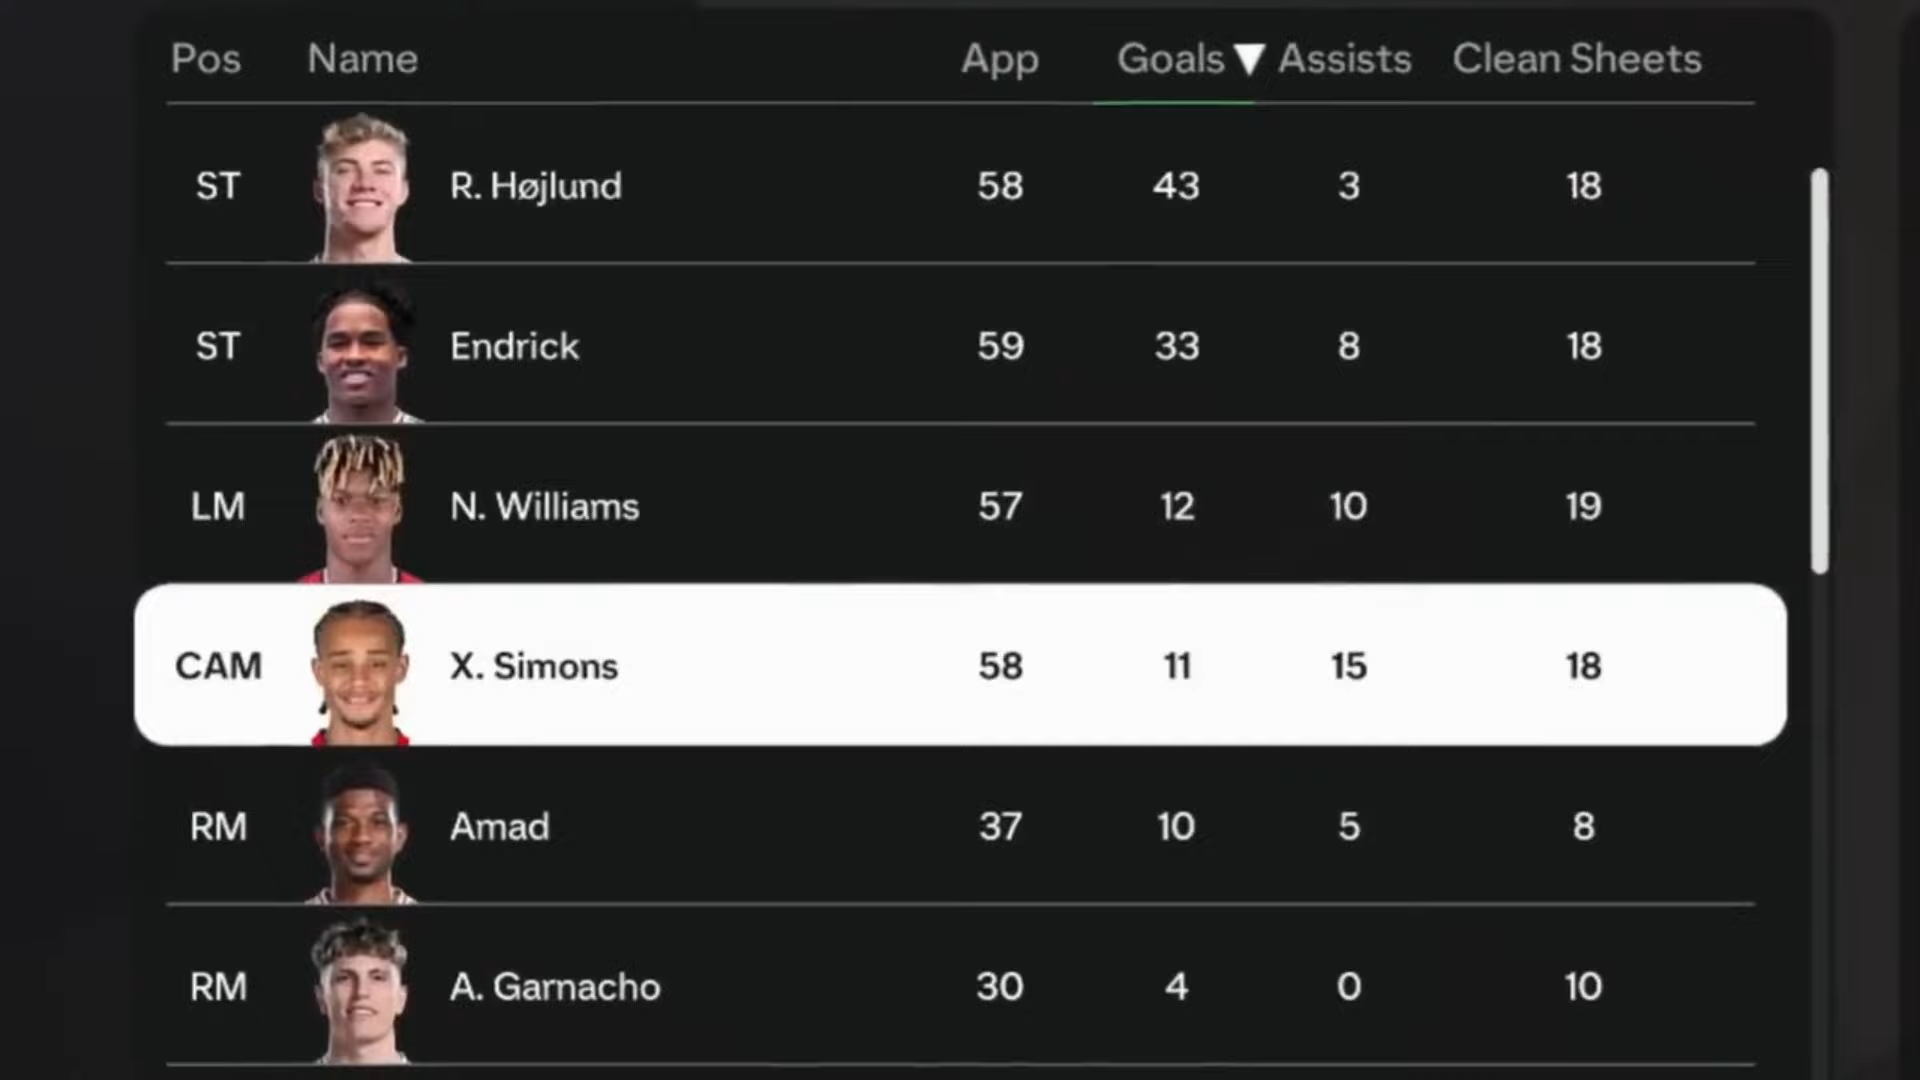 Pos Name App Goals ▼ Assists Clean Sheets
ST R. Højlund 58 43 3 18
ST Endrick 59 33 8 18
LM N. Williams 57 12 10 19
CAM X. Simons 58 11 15 18
RM Amad 37 10 5 8
RM A. Garnacho 30 4 0 10